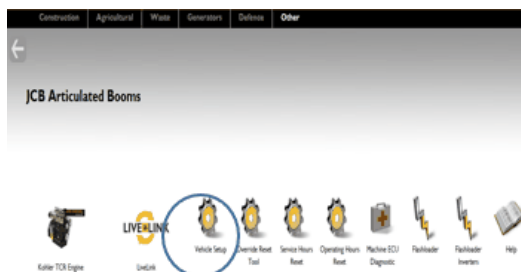 Construction Agricultural Waste Generators Defence Other
JCB Articulated Booms
LIVE LINK
Kohler TCR Engine LiveLink Vehicle Setup Override Reset Tool Service Hours Reset Operating Hours Reset Machine ECU Diagnostic Flashloader Flashloader Inverters Help